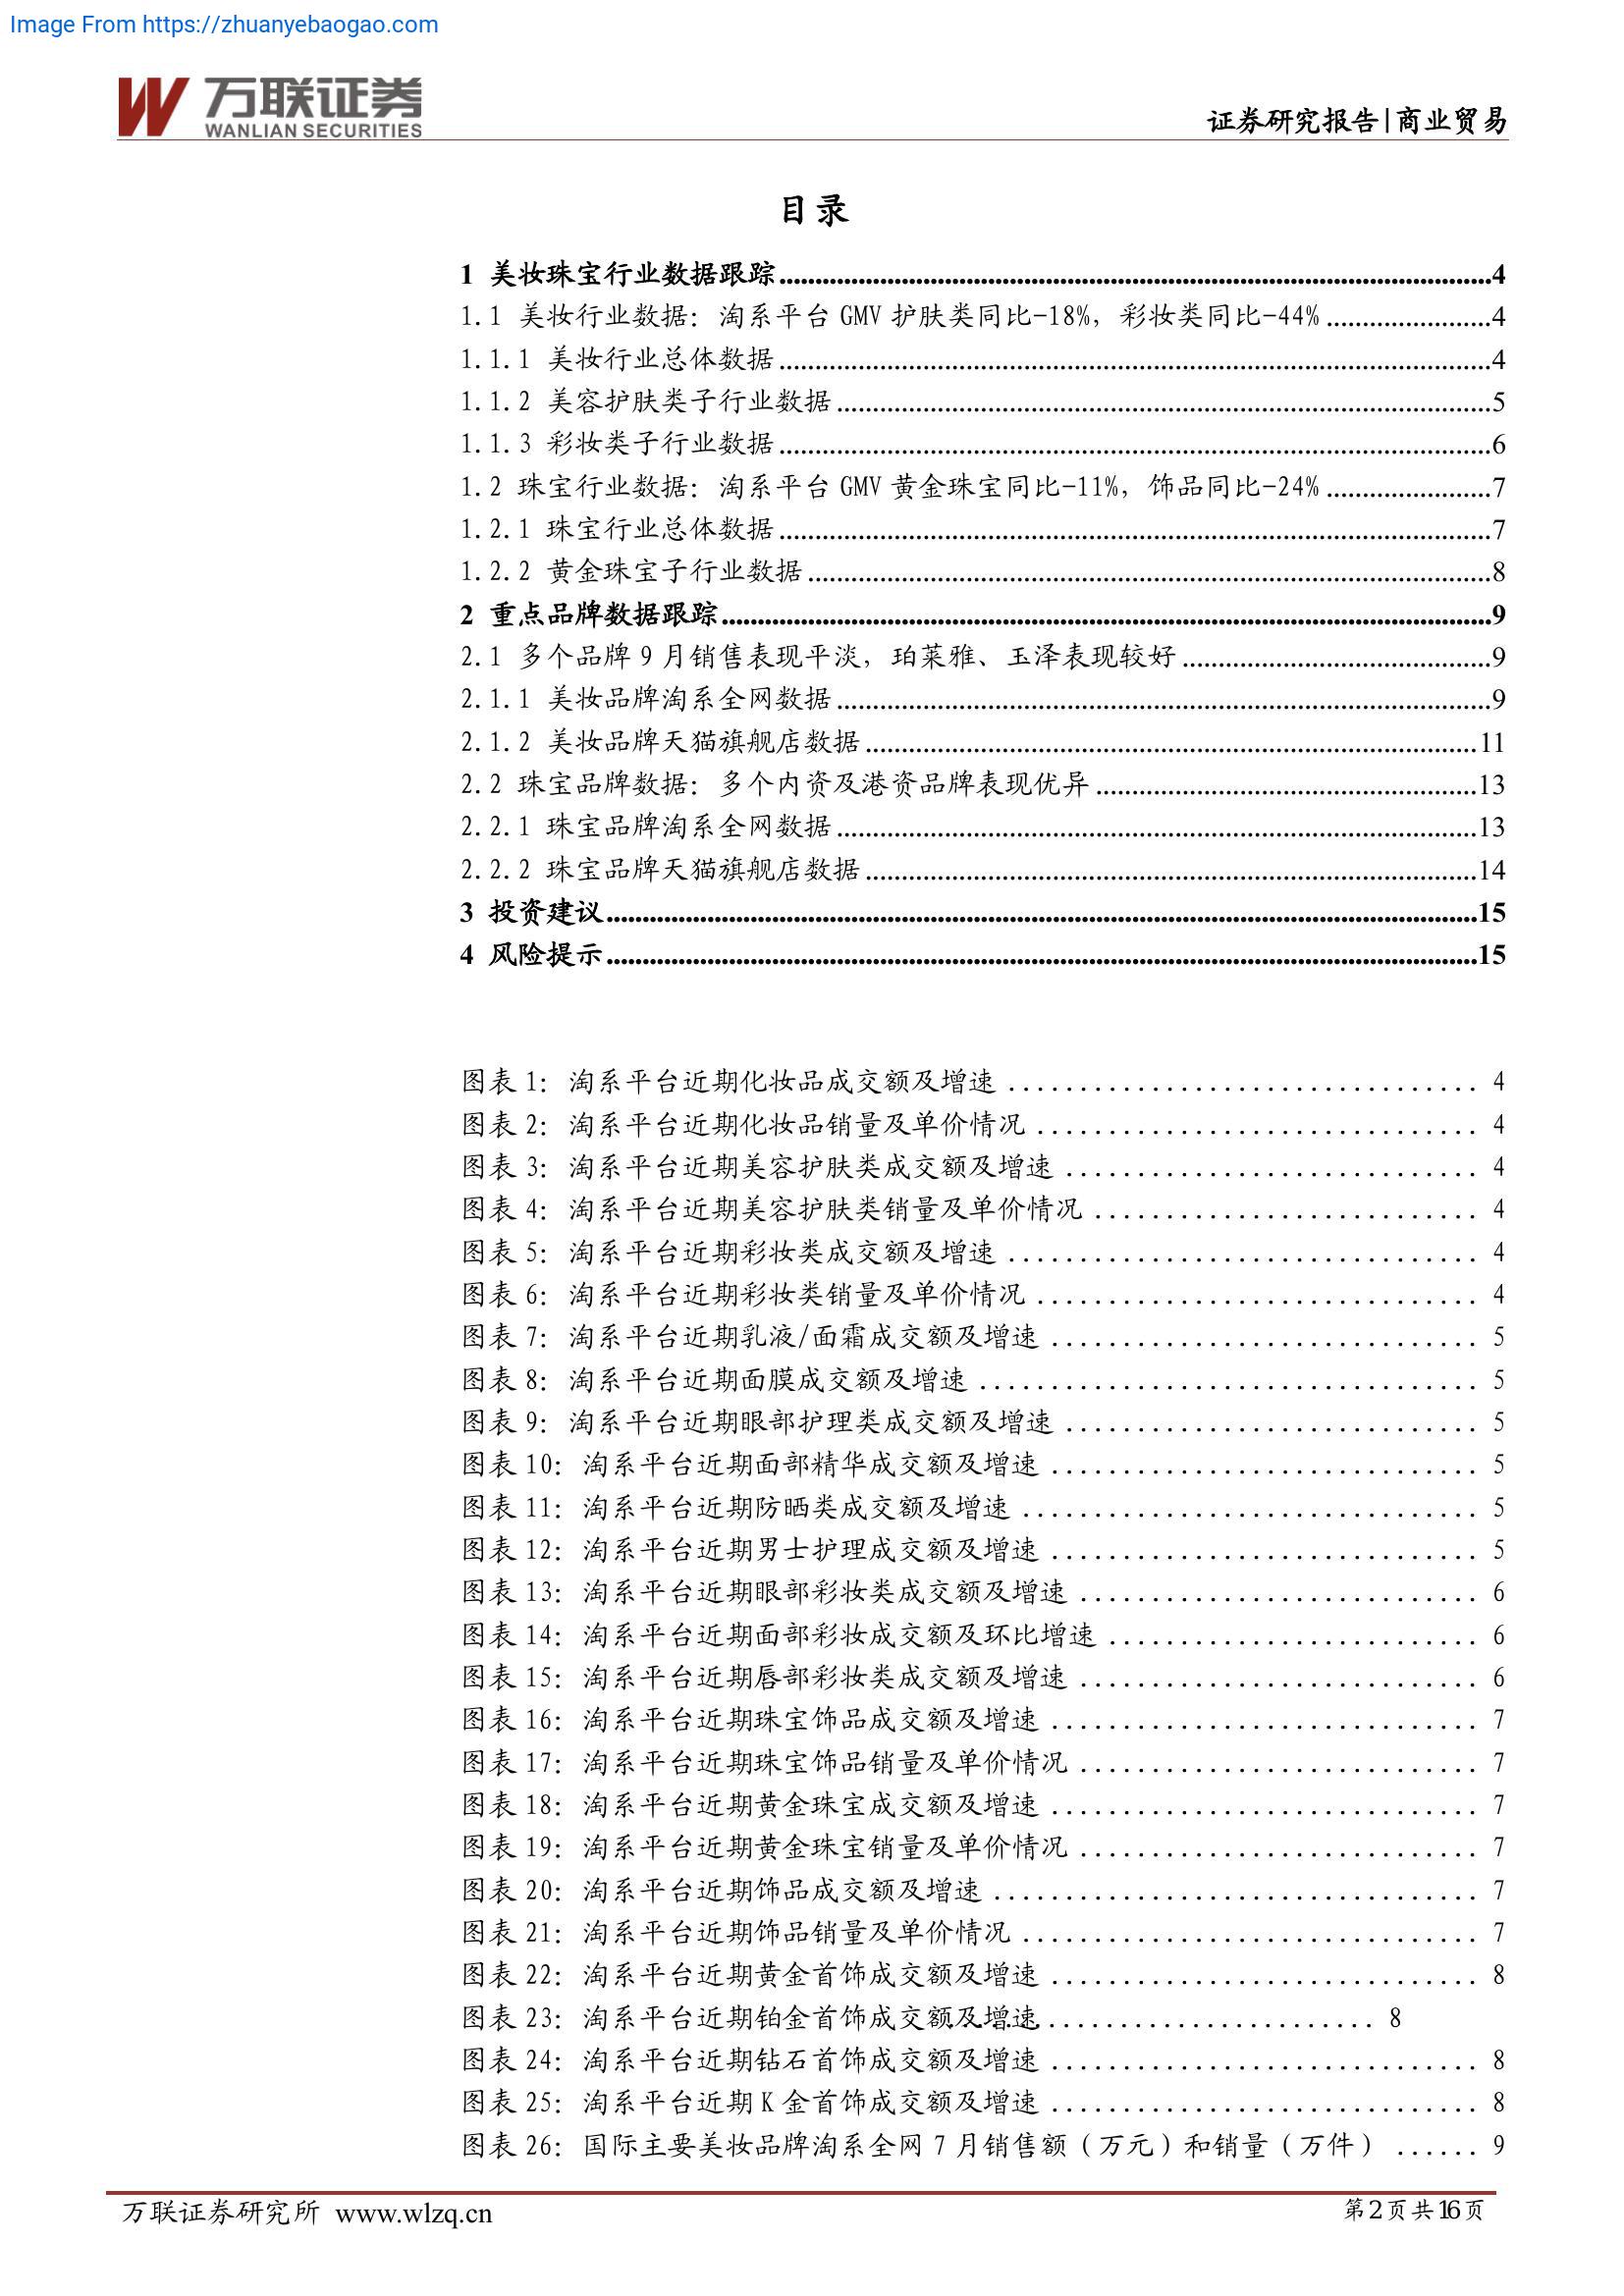 Image From https://zhuanyebaogao.com
万联证券
WANLIAN SECURITIES
证券研究报告|商业贸易
目录
1 美妆珠宝行业数据跟踪...................................4
1.1 美妆行业数据：淘系平台 GMV 护肤类同比-18%，彩妆类同比-44%...................................4
1.1.1 美妆行业总体数据...................................4
1.1.2 美容护肤类子行业数据...................................5
1.1.3 彩妆类子行业数据...................................6
1.2 珠宝行业数据：淘系平台 GMV 黄金珠宝同比-11%，饰品同比-24%...................................7
1.2.1 珠宝行业总体数据...................................7
1.2.2 黄金珠宝子行业数据...................................8
2 重点品牌数据跟踪...................................9
2.1 多个品牌 9 月销售表现平淡，珀莱雅、玉泽表现较好...................................9
2.1.1 美妆品牌淘系全网数据...................................9
2.1.2 美妆品牌天猫旗舰店数据...................................11
2.2 珠宝品牌数据：多个内资及港资品牌表现优异...................................13
2.2.1 珠宝品牌淘系全网数据...................................13
2.2.2 珠宝品牌天猫旗舰店数据...................................14
3 投资建议...................................15
4 风险提示...................................15
图表 1：淘系平台近期化妆品成交额及增速 ................................. 4
图表 2：淘系平台近期化妆品销量及单价情况 ............................... 4
图表 3：淘系平台近期美容护肤类成交额及增速 ............................. 4
图表 4：淘系平台近期美容护肤类销量及单价情况 ........................... 4
图表 5：淘系平台近期彩妆类成交额及增速 ................................. 4
图表 6：淘系平台近期彩妆类销量及单价情况 ............................... 4
图表 7：淘系平台近期乳液/面霜成交额及增速 .............................. 5
图表 8：淘系平台近期面膜成交额及增速 ................................... 5
图表 9：淘系平台近期眼部护理类成交额及增速 ............................. 5
图表 10：淘系平台近期面部精华成交额及增速 .............................. 5
图表 11：淘系平台近期防晒类成交额及增速 ................................ 5
图表 12：淘系平台近期男士护理成交额及增速 .............................. 5
图表 13：淘系平台近期眼部彩妆类成交额及增速 ............................ 6
图表 14：淘系平台近期面部彩妆成交额及环比增速 .......................... 6
图表 15：淘系平台近期唇部彩妆类成交额及增速 ............................ 6
图表 16：淘系平台近期珠宝饰品成交额及增速 .............................. 7
图表 17：淘系平台近期珠宝饰品销量及单价情况 ............................ 7
图表 18：淘系平台近期黄金珠宝成交额及增速 .............................. 7
图表 19：淘系平台近期黄金珠宝销量及单价情况 ............................ 7
图表 20：淘系平台近期饰品成交额及增速 .................................. 7
图表 21：淘系平台近期饰品销量及单价情况 ................................ 7
图表 22：淘系平台近期黄金首饰成交额及增速 .............................. 8
图表 23：淘系平台近期铂金首饰成交额及增速 .............................. 8
图表 24：淘系平台近期钻石首饰成交额及增速 .............................. 8
图表 25：淘系平台近期 K 金首饰成交额及增速 .............................. 8
图表 26：国际主要美妆品牌淘系全网 7 月销售额（万元）和销量（万件） ...... 9
万联证券研究所 www.wlzq.cn
第2页共16页